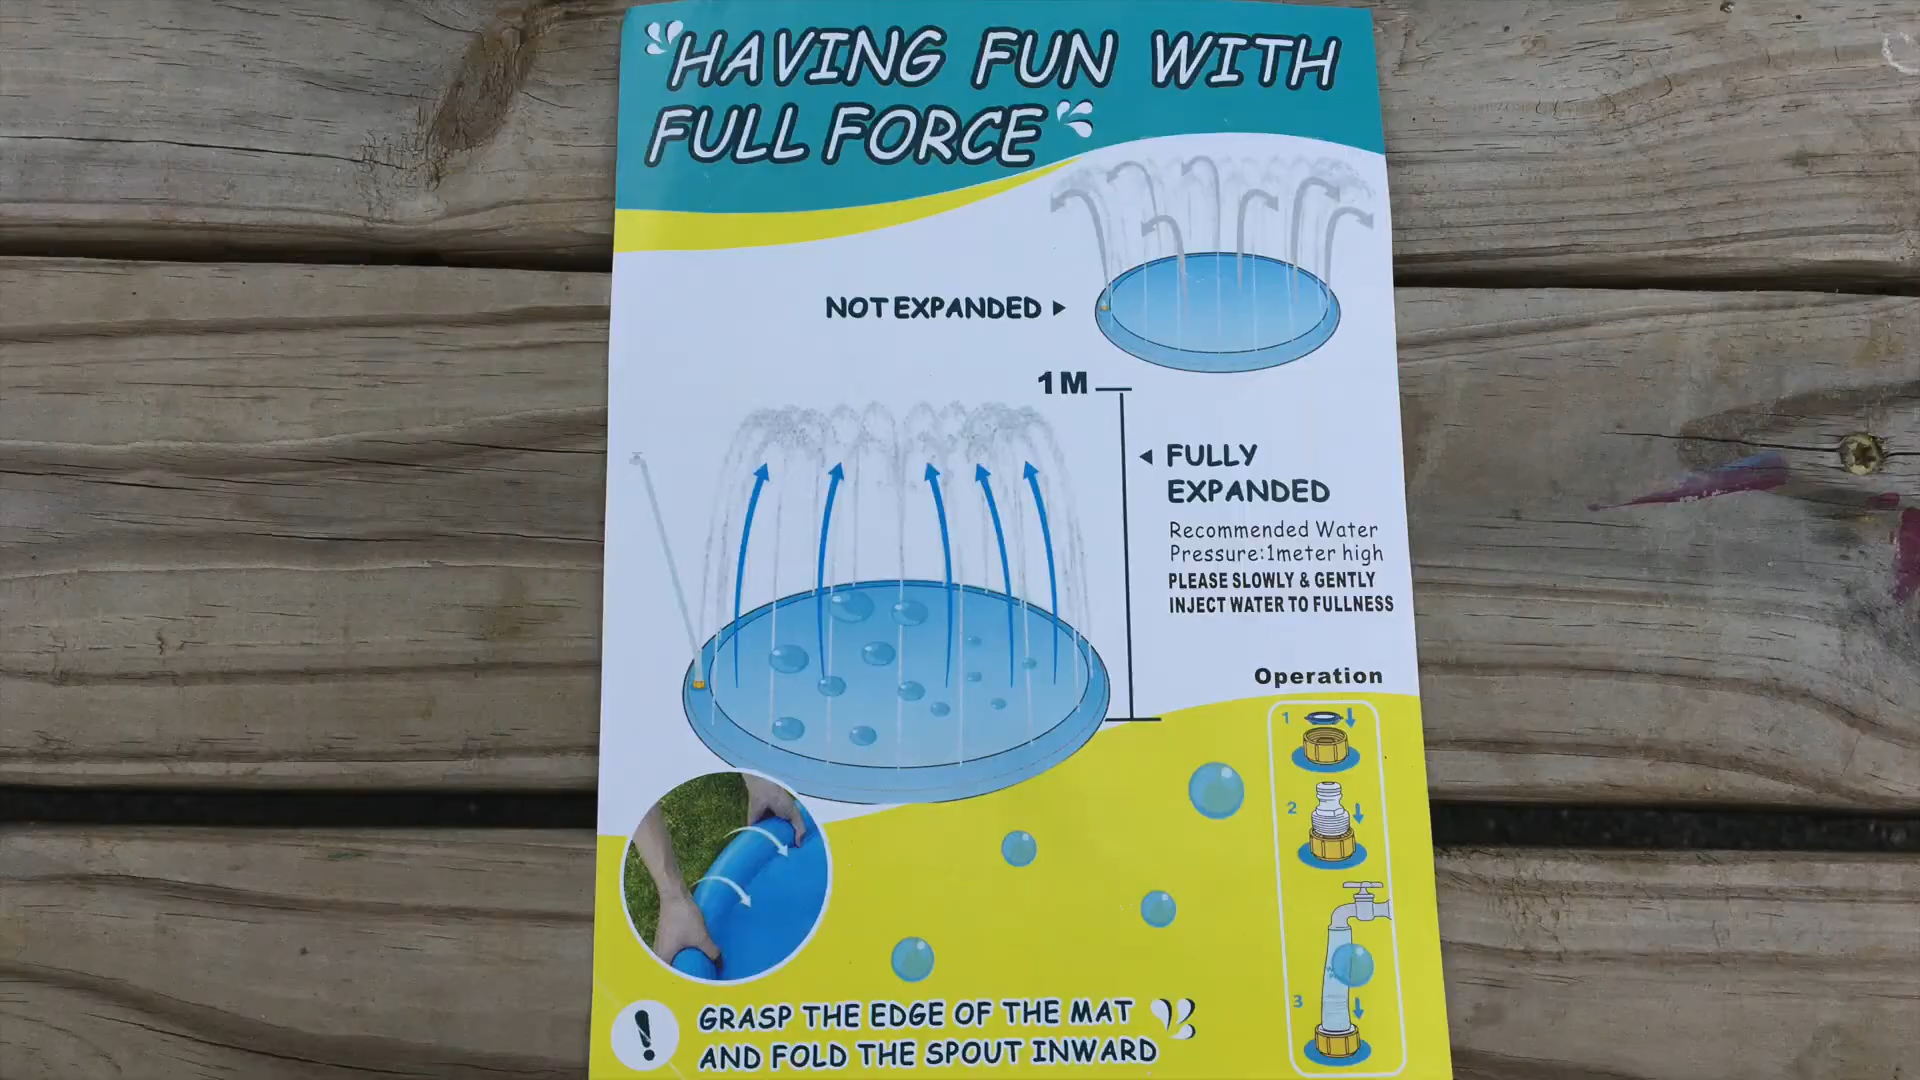 HAVING FUN WITH
FULL FORCE
NOT EXPANDED
1M
FULLY
EXPANDED
Recommended Water
Pressure:1meter high
PLEASE SLOWLY & GENTLY
INJECT WATER TO FULLNESS
Operation
1
2
3
! GRASP THE EDGE OF THE MAT
AND FOLD THE SPOUT INWARD